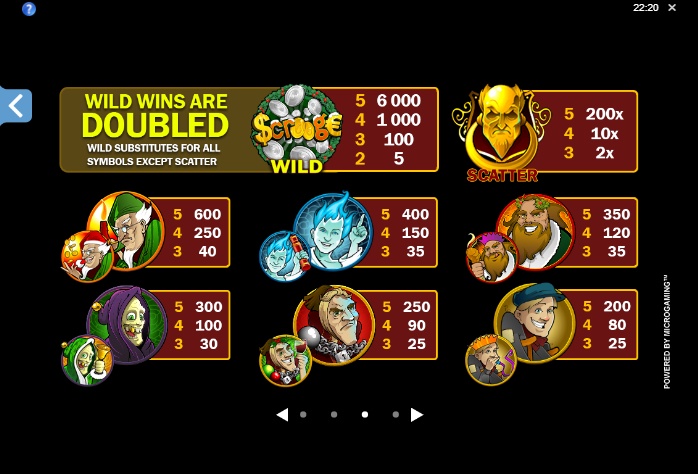 ?
22:20 ×
WILD WINS ARE
DOUBLED
WILD SUBSTITUTES FOR ALL
SYMBOLS EXCEPT SCATTER
$crooge
WILD
5 6 000
4 1 000
3 100
2 5
SCATTER
5 200x
4 10x
3 2x
5 600
4 250
3 40
5 400
4 150
3 35
5 350
4 120
3 35
5 300
4 100
3 30
5 250
4 90
3 25
5 200
4 80
3 25
POWERED BY MICROGAMING™